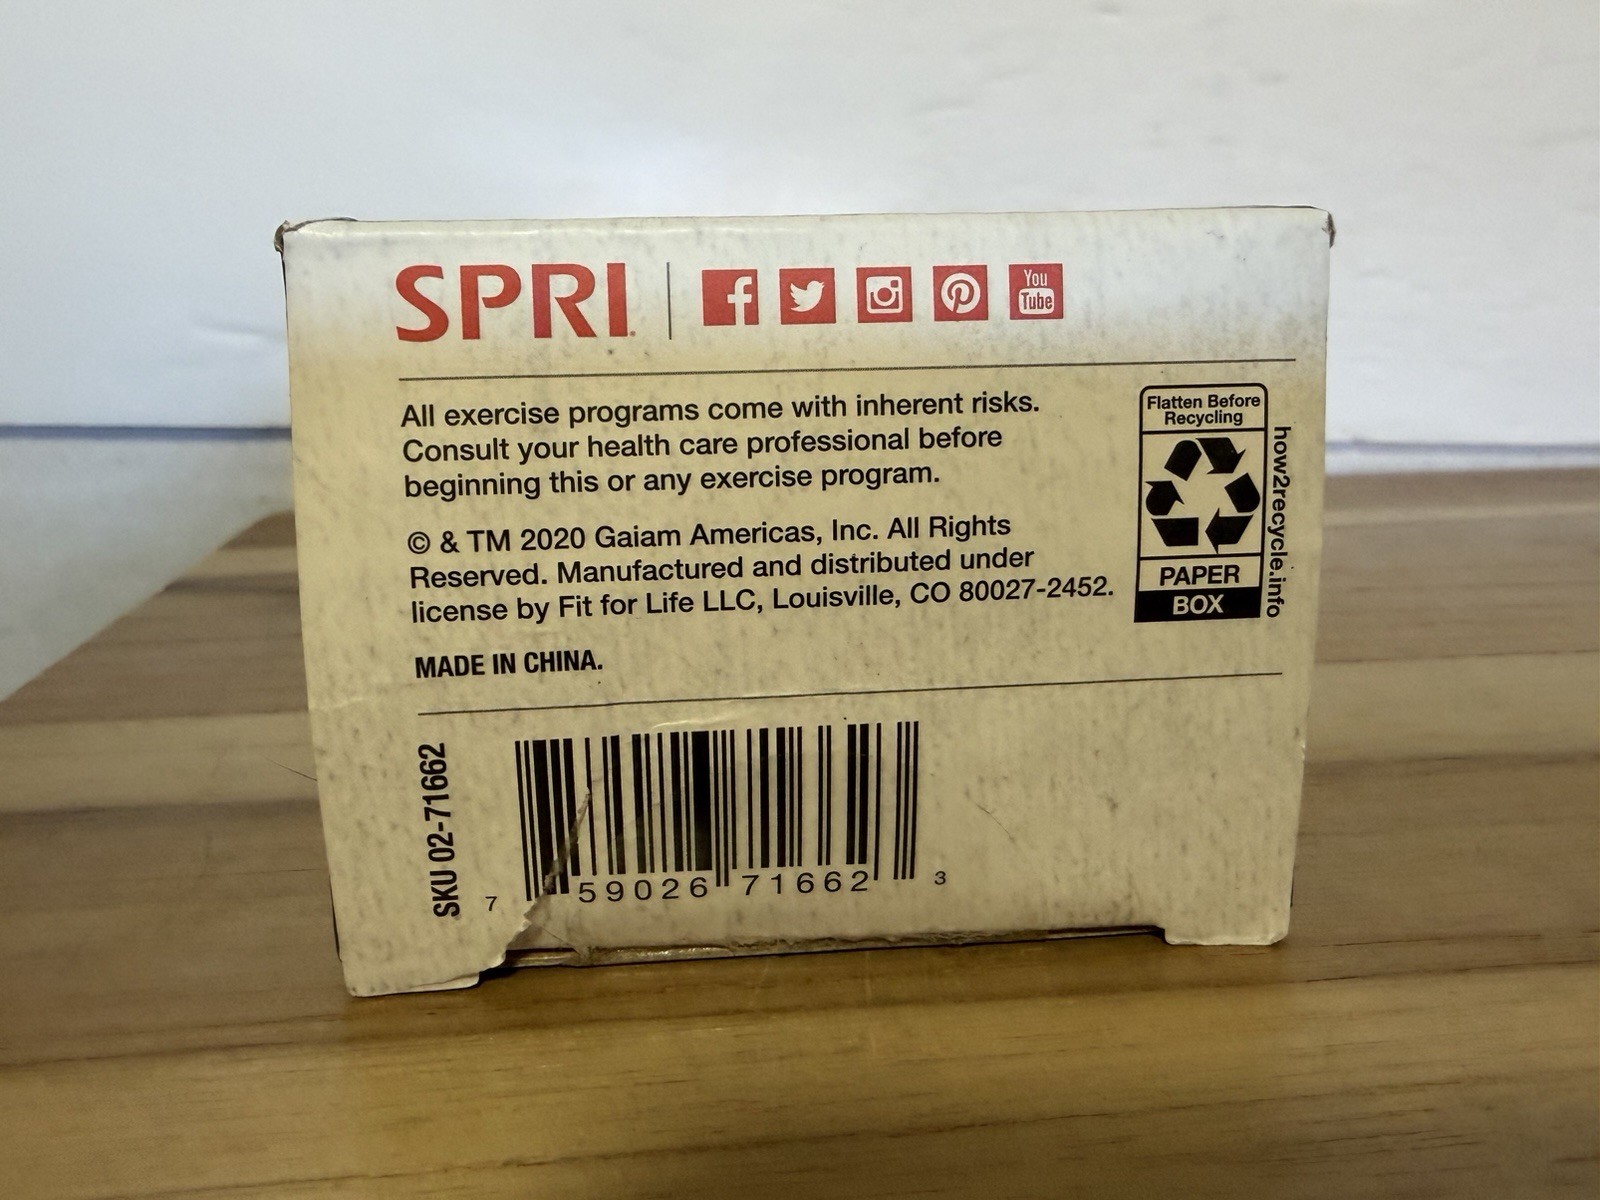 SPRI
You
Tube
All exercise programs come with inherent risks.
Consult your health care professional before
beginning this or any exercise program.
© & TM 2020 Gaiam Americas, Inc. All Rights
Reserved. Manufactured and distributed under
license by Fit for Life LLC, Louisville, CO 80027-2452.
MADE IN CHINA.
Flatten Before
Recycling
PAPER
BOX
how2recycle.info
SKU 02-71662
7 59026 71662 3